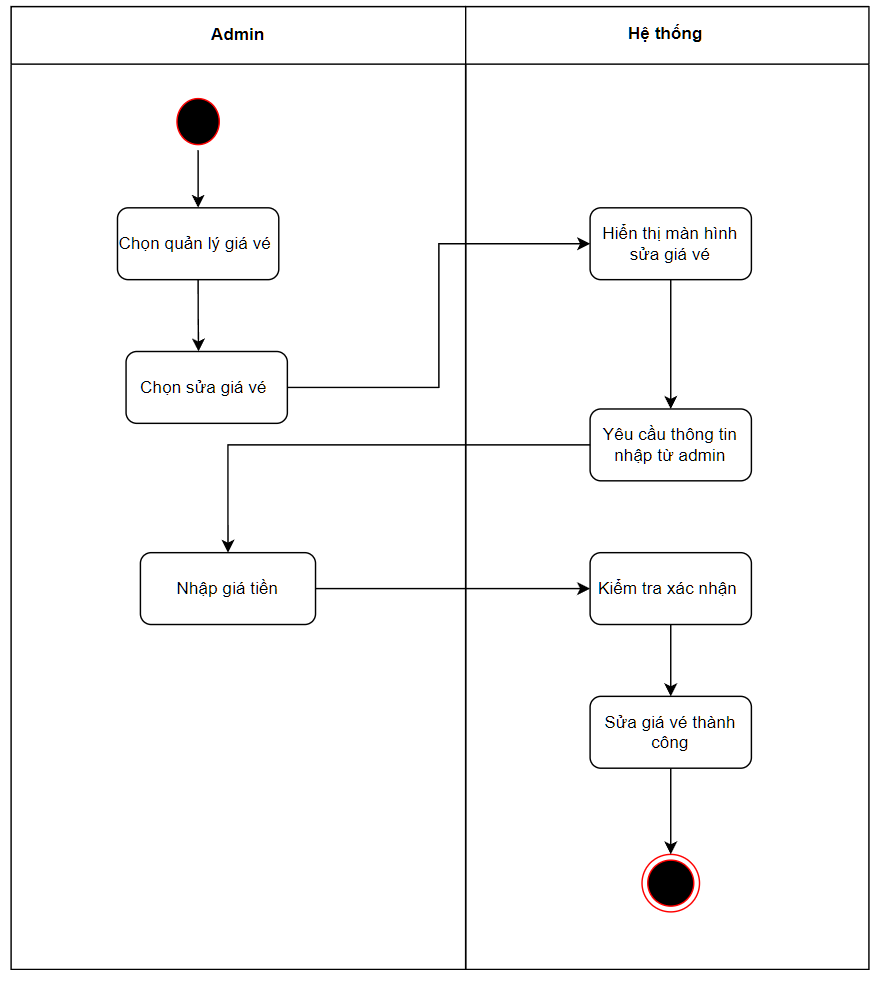 Admin
Hệ thống
Chọn quản lý giá vé
Hiển thị màn hình
sửa giá vé
Chọn sửa giá vé
Yêu cầu thông tin
nhập từ admin
Nhập giá tiền
Kiểm tra xác nhận
Sửa giá vé thành
công